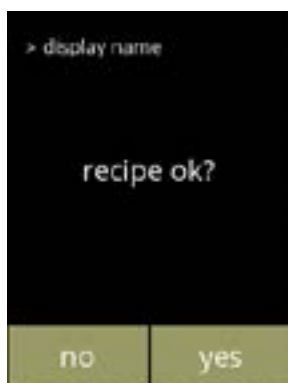 > display name
recipe ok?
no yes